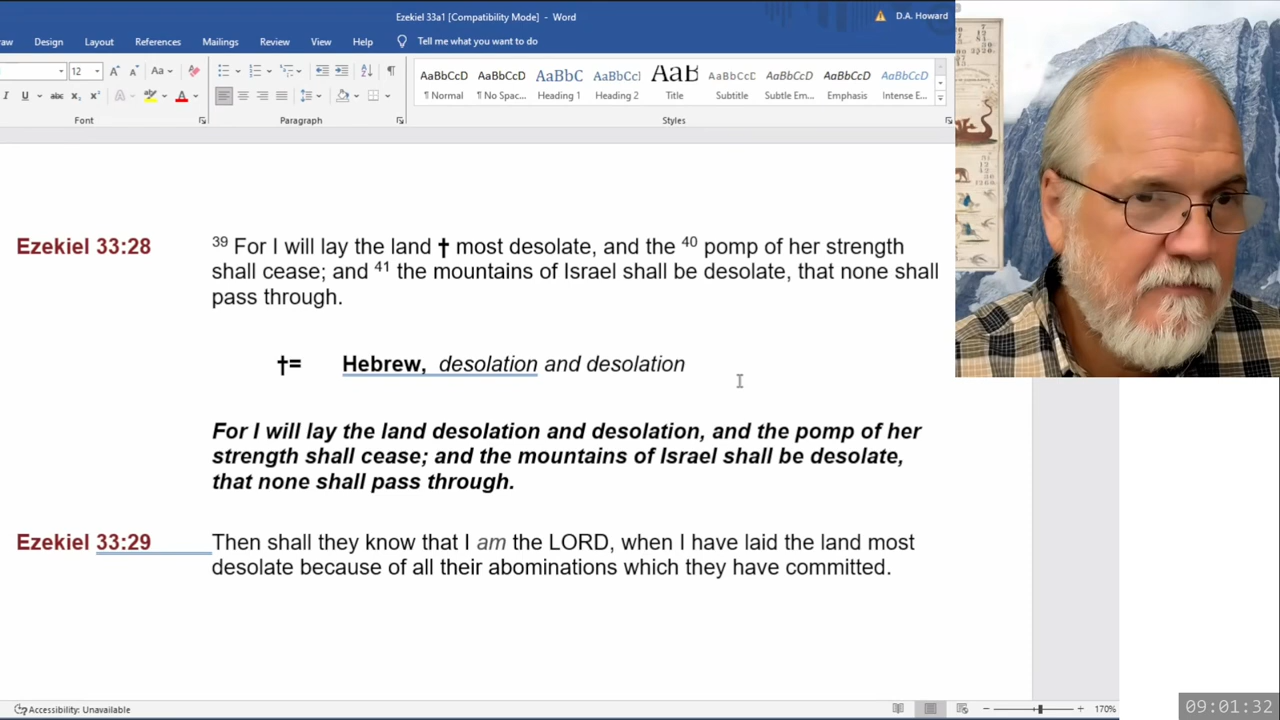 Ezekiel 33a1 [Compatibility Mode] - Word
D.A. Howard
aw Design Layout References Mailings Review View Help Tell me what you want to do
12 A A Aa A
I U abc x₂ x² A A
AaBbCcD AaBbCcD AaBbC AaBbCcl AaB AaBbCcC AaBbCcD AaBbCcD AaBbCcD
¶ Normal ¶ No Spac... Heading 1 Heading 2 Title Subtitle Subtle Em... Emphasis Intense E...
Font Paragraph Styles
Ezekiel 33:28 39 For I will lay the land † most desolate, and the 40 pomp of her strength
shall cease; and 41 the mountains of Israel shall be desolate, that none shall
pass through.
†= Hebrew, desolation and desolation
For I will lay the land desolation and desolation, and the pomp of her
strength shall cease; and the mountains of Israel shall be desolate,
that none shall pass through.
Ezekiel 33:29 Then shall they know that I am the LORD, when I have laid the land most
desolate because of all their abominations which they have committed.
Accessibility: Unavailable
170%
09:01:32